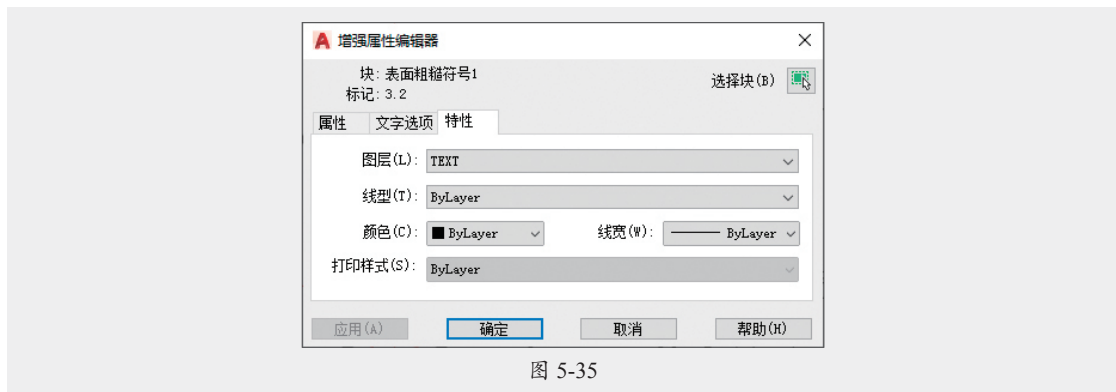 增强属性编辑器
块: 表面粗糙符号1
选择块(B)
标记: 3.2
属性 文字选项 特性
图层(L): TEXT
线型(T): ByLayer
颜色(C): ByLayer 线宽(W): ByLayer
打印样式(S): ByLayer
应用(A) 确定 取消 帮助(H)
图 5-35